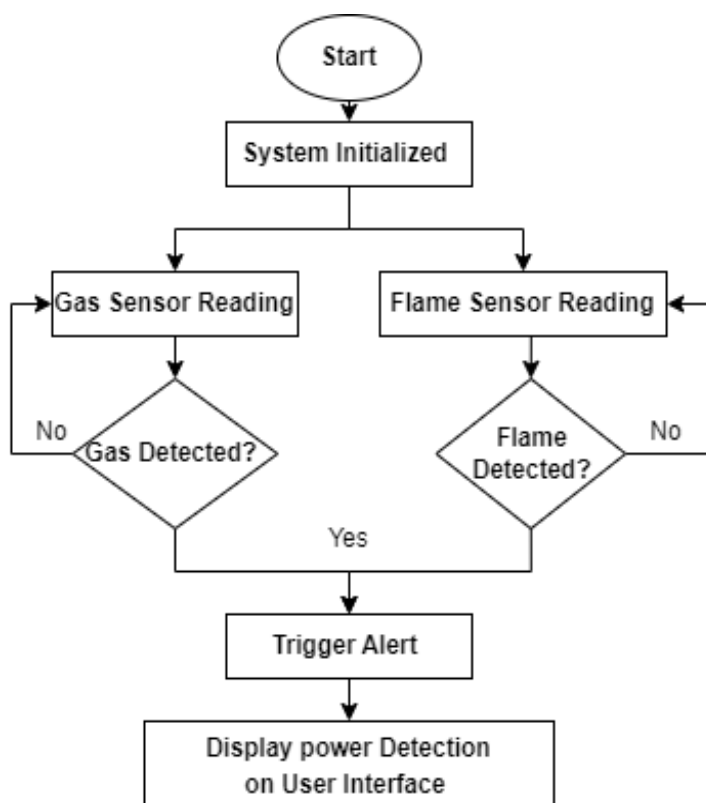 Start
System Initialized
Gas Sensor Reading
Flame Sensor Reading
No
Gas Detected?
Flame
Detected?
No
Yes
Trigger Alert
Display power Detection
on User Interface